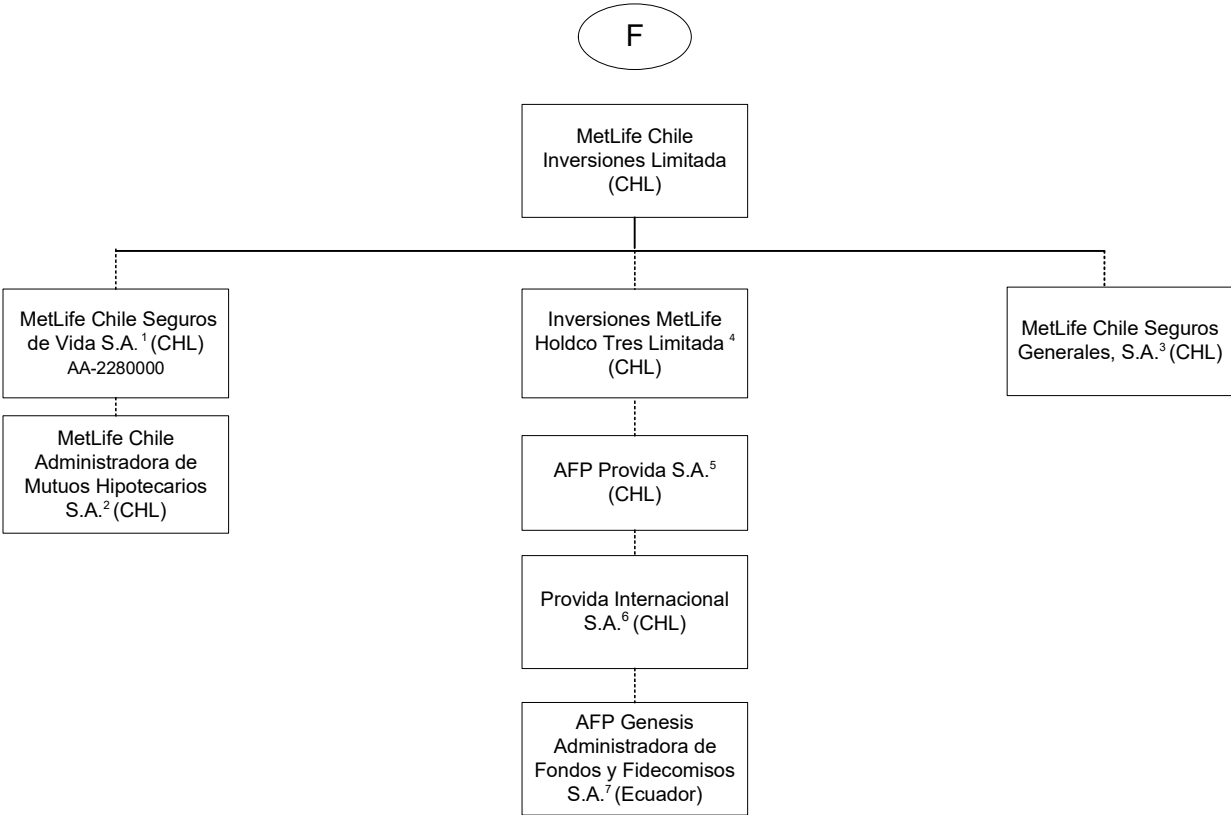 F
MetLife Chile
Inversiones Limitada
(CHL)
MetLife Chile Seguros
de Vida S.A.¹ (CHL)
AA-2280000
Inversiones MetLife
Holdco Tres Limitada ⁴
(CHL)
MetLife Chile Seguros
Generales, S.A.³ (CHL)
MetLife Chile
Administradora de
Mutuos Hipotecarios
S.A.² (CHL)
AFP Provida S.A.⁵
(CHL)
Provida Internacional
S.A.⁶ (CHL)
AFP Genesis
Administradora de
Fondos y Fidecomisos
S.A.⁷ (Ecuador)